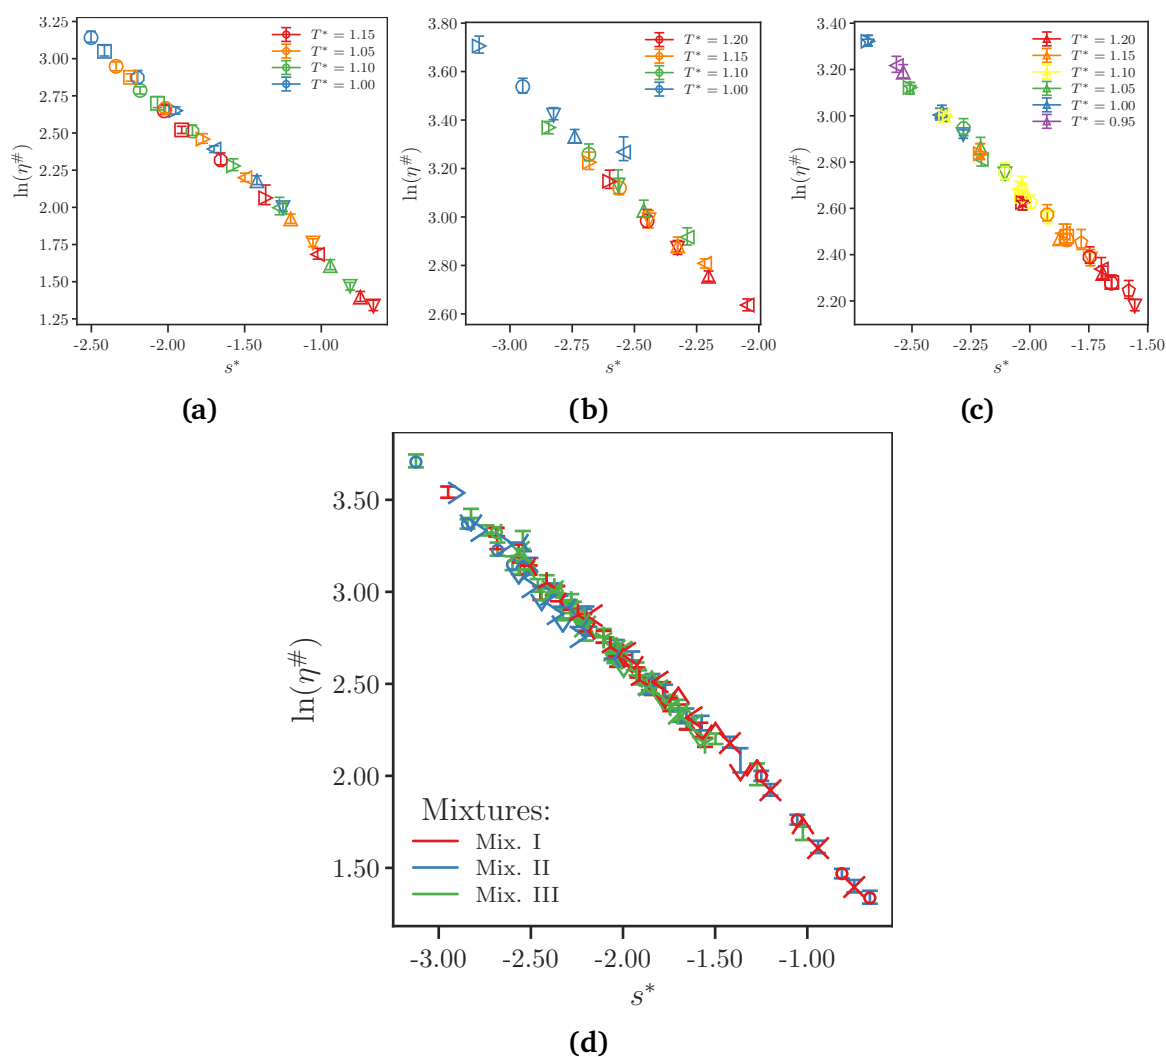 3.25
3.00
2.75
2.50
2.25
2.00
1.75
1.50
1.25
ln(η^#)
-2.50 -2.00 -1.50 -1.00
s*
T* = 1.15
T* = 1.05
T* = 1.10
T* = 1.00
(a)
3.80
3.60
3.40
3.20
3.00
2.80
2.60
ln(η^#)
-3.00 -2.75 -2.50 -2.25 -2.00
s*
T* = 1.20
T* = 1.15
T* = 1.10
T* = 1.00
(b)
3.40
3.20
3.00
2.80
2.60
2.40
2.20
ln(η^#)
-2.50 -2.25 -2.00 -1.75 -1.50
s*
T* = 1.20
T* = 1.15
T* = 1.10
T* = 1.05
T* = 1.00
T* = 0.95
(c)
3.50
3.00
2.50
2.00
1.50
ln(η^#)
Mixtures:
Mix. I
Mix. II
Mix. III
-3.00 -2.50 -2.00 -1.50 -1.00
s*
(d)